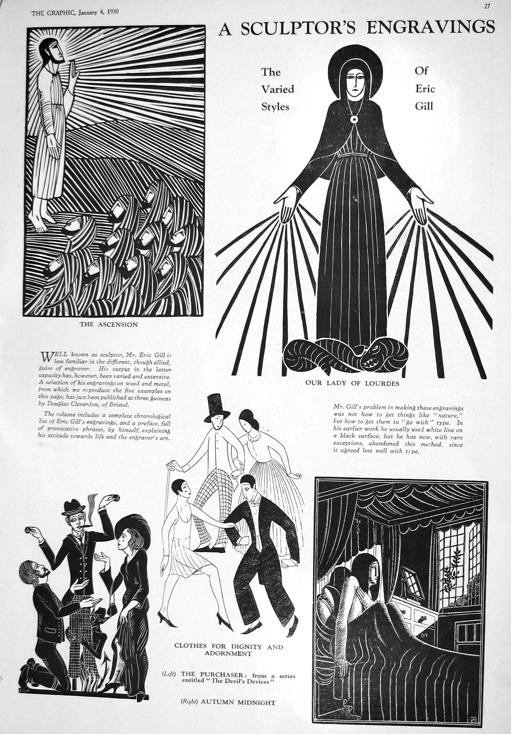 THE GRAPHIC, January 4, 1930
27
A SCULPTOR'S ENGRAVINGS
The
Varied
Styles
Of
Eric
Gill
THE ASCENSION
OUR LADY OF LOURDES
WELL known as sculptor, Mr. Eric Gill is
less familiar in the different, though allied,
guise of engraver. His output in the latter
capacity has, however, been varied and extensive.
A selection of his engravings on wood and metal,
from which we reproduce the five examples on
this page, has just been published at three guineas
by Douglas Cleverdon, of Bristol.
The volume includes a complete chronological
list of Eric Gill's engravings, and a preface, full
of provocative phrases, by himself, explaining
his attitude towards life and the engraver's art.
Mr. Gill's problem in making these engravings
was not how to get things like "nature,"
but how to get them to "go with" type. In
his earlier work he usually used white line on
a black surface, but he has now, with rare
exceptions, abandoned this method, since
it agreed less well with type.
CLOTHES FOR DIGNITY AND
ADORNMENT
(Left) THE PURCHASER: from a series
entitled "The Devil's Devices"
(Right) AUTUMN MIDNIGHT